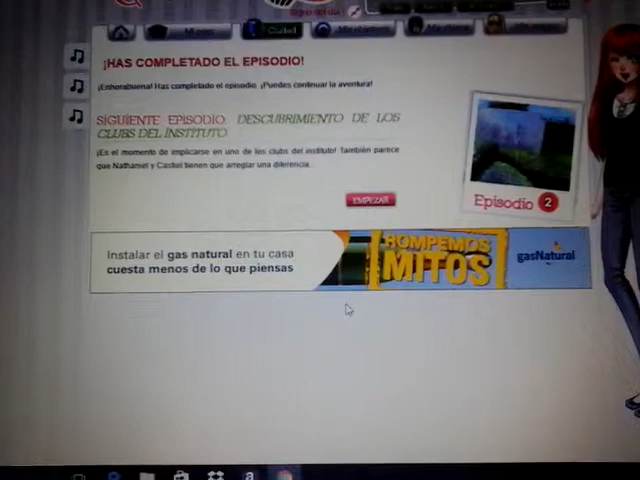 Ciudad
¡HAS COMPLETADO EL EPISODIO!
¡Enhorabuena! Has completado el episodio. ¡Puedes continuar la aventura!
SIGUIENTE EPISODIO: DESCUBRIMIENTO DE LOS
CLUBS DEL INSTITUTO
¡Es el momento de implicarse en uno de los clubs del instituto! También parece
que Nathaniel y Castiel tienen que arreglar una diferencia...
EMPEZAR
Episodio 2
Instalar el gas natural en tu casa
cuesta menos de lo que piensas
ROMPEMOS
MITOS
gasNatural